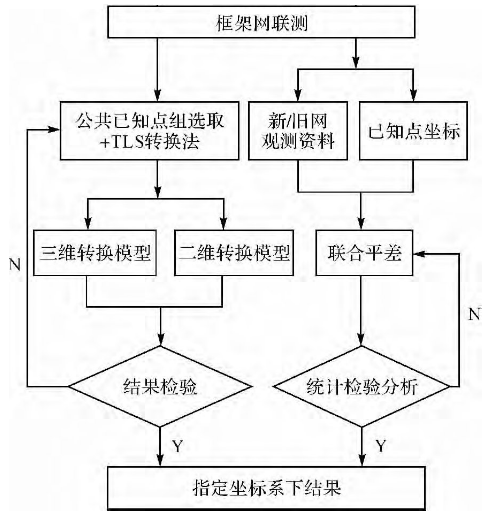 框架网联测
公共已知点组选取
+TLS转换法
新/旧网
观测资料
已知点坐标
三维转换模型
二维转换模型
联合平差
N
N
结果检验
统计检验分析
Y
Y
指定坐标系下结果